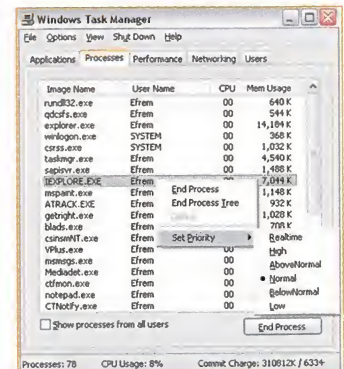 Windows Task Manager
File Options View Shut Down Help
Applications Processes Performance Networking Users
Image Name User Name CPU Mem Usage
rundll32.exe Efrem 00 640 K
qdcsfs.exe Efrem 00 544 K
explorer.exe Efrem 00 14,184 K
winlogon.exe SYSTEM 00 368 K
csrss.exe SYSTEM 00 1,032 K
taskmgr.exe Efrem 00 4,540 K
sapisvr.exe Efrem 00 1,488 K
IEXPLORE.EXE Efrem 00 7,044 K
mspaint.exe Efrem 1,148 K
ATRACK.EXE Efrem 932 K
getright.exe Efrem 1,028 K
blads.exe Efrem 708 K
csinsmNT.exe Efrem
VPlus.exe Efrem 00
msmsgs.exe Efrem 00
Mediadet.exe Efrem 00
ctfmon.exe Efrem 00
notepad.exe Efrem 00
CTNotify.exe Efrem 00
End Process
End Process Tree
Set Priority
Realtime
High
AboveNormal
Normal
BelowNormal
Low
Show processes from all users
End Process
Processes: 78 CPU Usage: 8% Commit Charge: 310812K / 6334